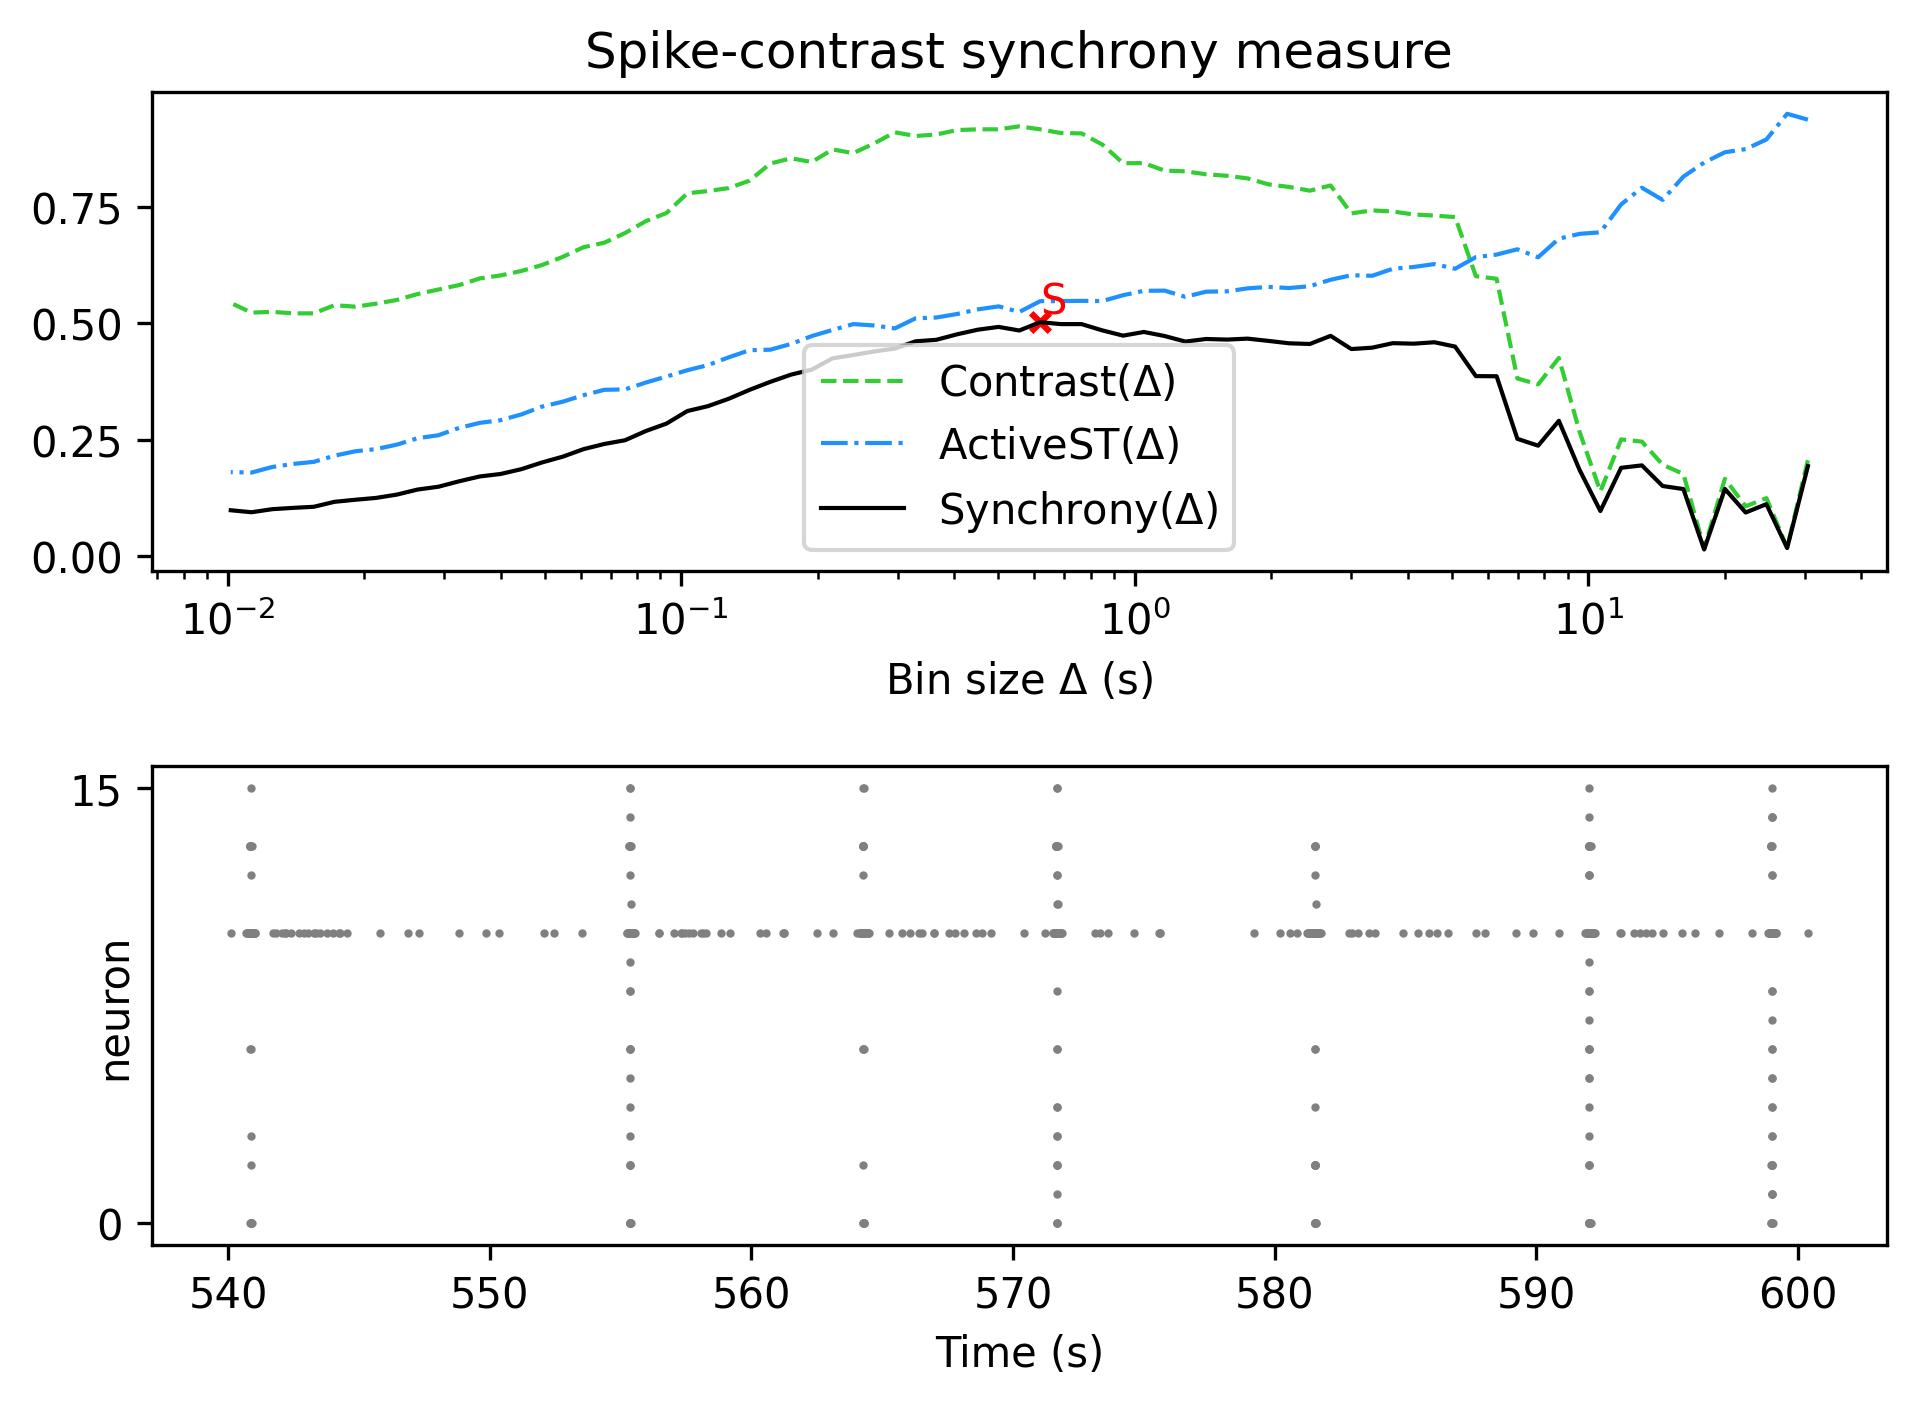 Spike-contrast synchrony measure
0.75
0.50
0.25
0.00
S
Contrast(Δ)
ActiveST(Δ)
Synchrony(Δ)
10⁻² 10⁻¹ 10⁰ 10¹
Bin size Δ (s)
15
0
neuron
540 550 560 570 580 590 600
Time (s)